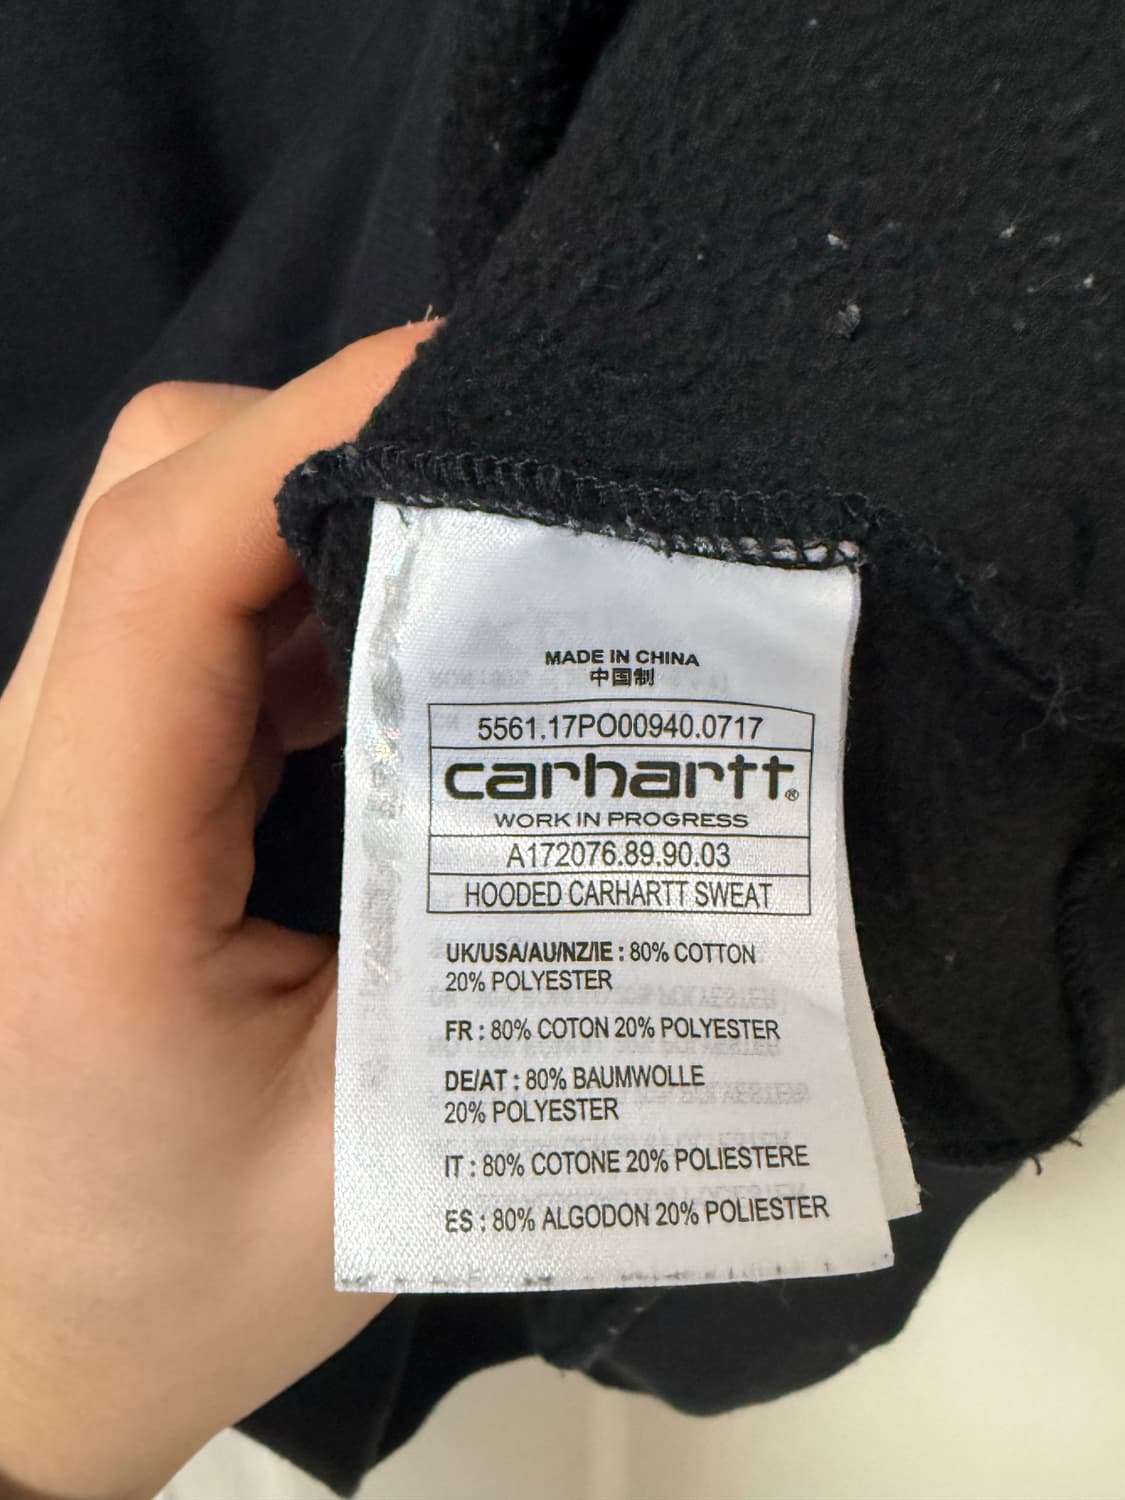 MADE IN CHINA
中国制
5561.17PO00940.0717
carhartt®
WORK IN PROGRESS
A172076.89.90.03
HOODED CARHARTT SWEAT
UK/USA/AU/NZ/IE : 80% COTTON
20% POLYESTER
FR : 80% COTON 20% POLYESTER
DE/AT : 80% BAUMWOLLE
20% POLYESTER
IT : 80% COTONE 20% POLIESTERE
ES : 80% ALGODON 20% POLIESTER